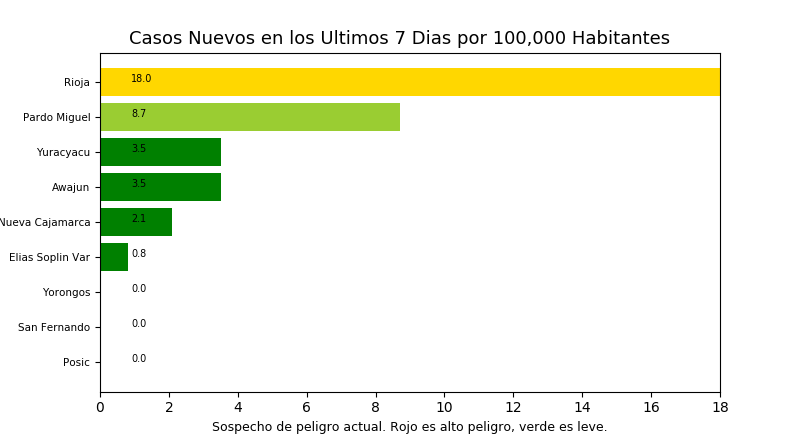 Casos Nuevos en los Ultimos 7 Dias por 100,000 Habitantes
Rioja 18.0
Pardo Miguel 8.7
Yuracyacu 3.5
Awajun 3.5
Nueva Cajamarca 2.1
Elias Soplin Var 0.8
Yorongos 0.0
San Fernando 0.0
Posic 0.0
0 2 4 6 8 10 12 14 16 18
Sospecho de peligro actual. Rojo es alto peligro, verde es leve.